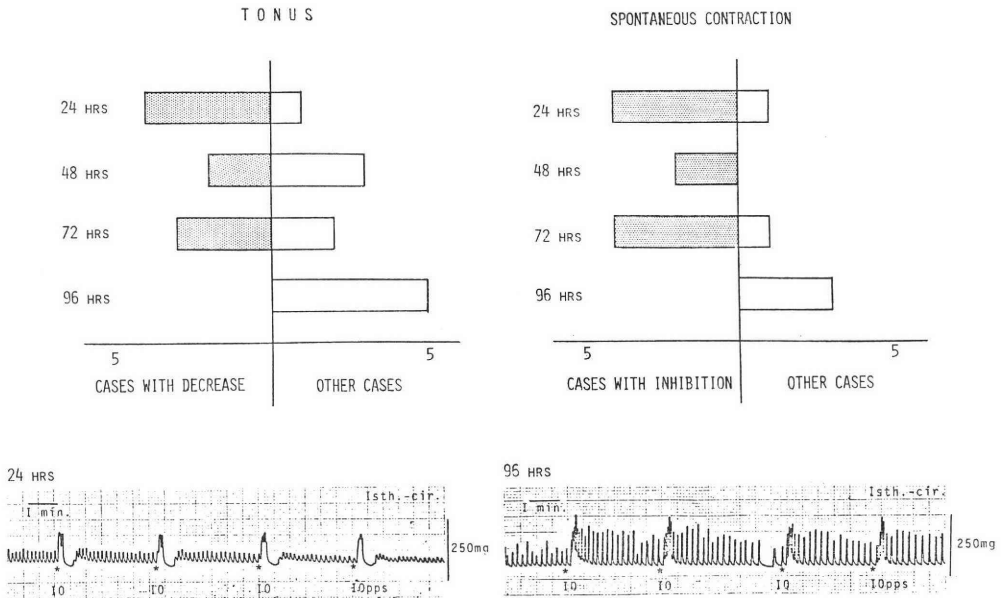 TONUS
24 HRS
48 HRS
72 HRS
96 HRS
5 5
CASES WITH DECREASE OTHER CASES
SPONTANEOUS CONTRACTION
24 HRS
48 HRS
72 HRS
96 HRS
5 5
CASES WITH INHIBITION OTHER CASES
24 HRS
Isth.-cir.
I min.
250mg
* * * *
10 10 10 10pps
95 HRS
Isth.-cir.
I min.
250mg
* * * *
10 10 10 10pps